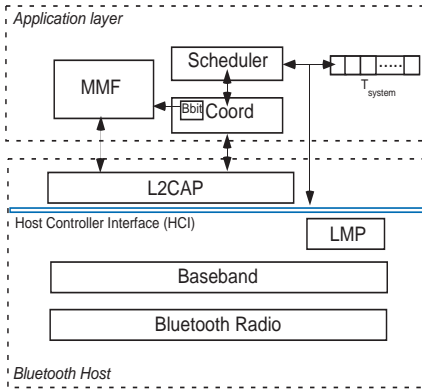 Application layer
Scheduler
MMF
T system
Bbit
Coord
L2CAP
Host Controller Interface (HCI)
LMP
Baseband
Bluetooth Radio
Bluetooth Host